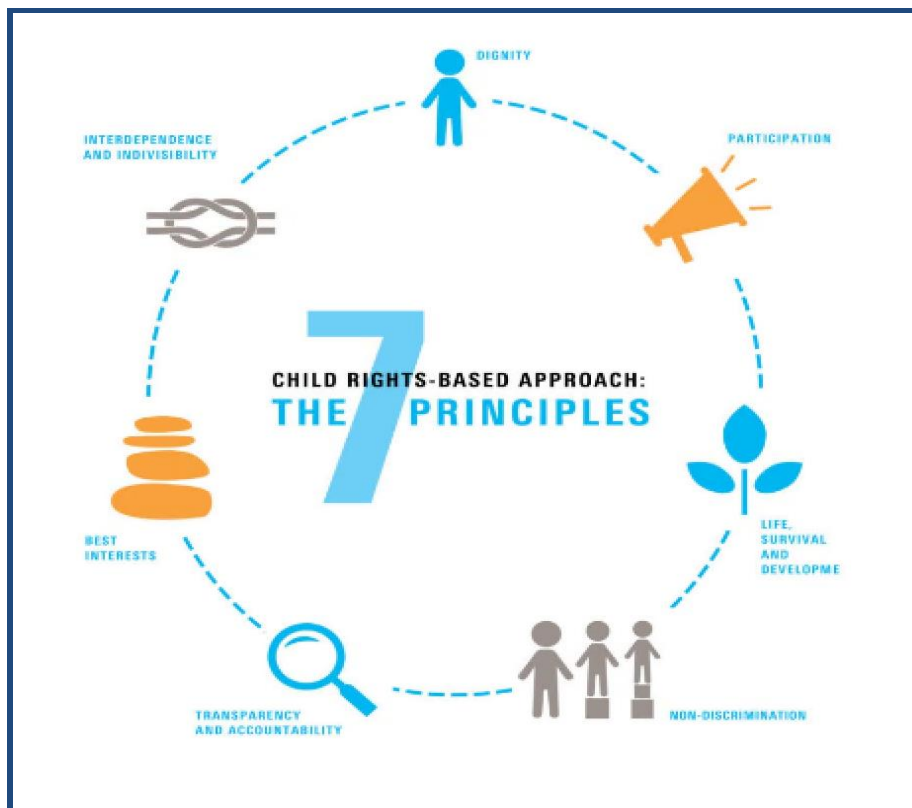 DIGNITY
PARTICIPATION
INTERDEPENDENCE
AND INDIVISIBILITY
7
CHILD RIGHTS-BASED APPROACH:
THE PRINCIPLES
LIFE,
SURVIVAL
AND
DEVELOPME
BEST
INTERESTS
TRANSPARENCY
AND ACCOUNTABILITY
NON-DISCRIMINATION